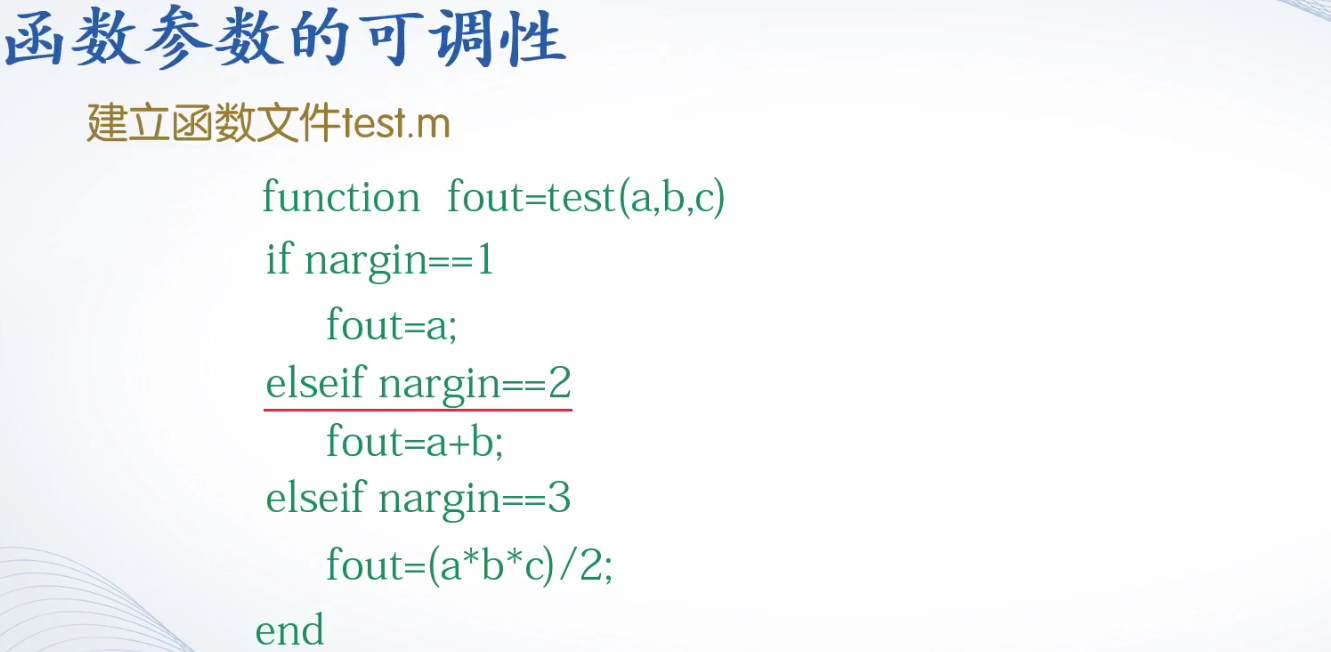 函数参数的可调性
建立函数文件test.m
function fout=test(a,b,c)
if nargin==1
fout=a;
elseif nargin==2
fout=a+b;
elseif nargin==3
fout=(a*b*c)/2;
end